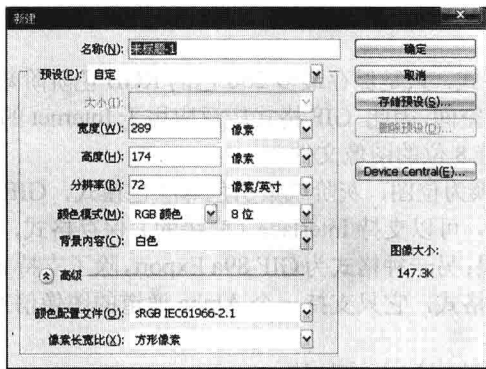 新建
名称(N): 未标题-1
确定
预设(P): 自定
取消
大小(I):
存储预设(S)...
宽度(W): 289 像素
删除预设(D)...
高度(H): 174 像素
分辨率(R): 72 像素/英寸
Device Central(E)...
颜色模式(M): RGB 颜色 8 位
背景内容(C): 白色
图像大小:
147.3K
高级
颜色配置文件(O): sRGB IEC61966-2.1
像素长宽比(X): 方形像素